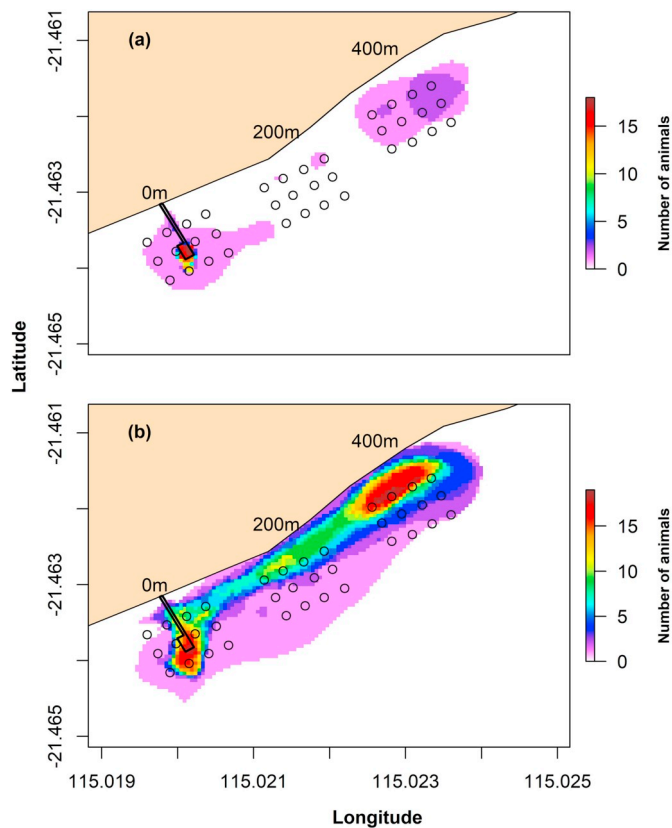 -21.461
-21.463
-21.465
(a)
400m
200m
0m
15
10
5
0
Number of animals
Latitude
-21.461
-21.463
-21.465
(b)
400m
200m
0m
15
10
5
0
Number of animals
115.019
115.021
115.023
115.025
Longitude